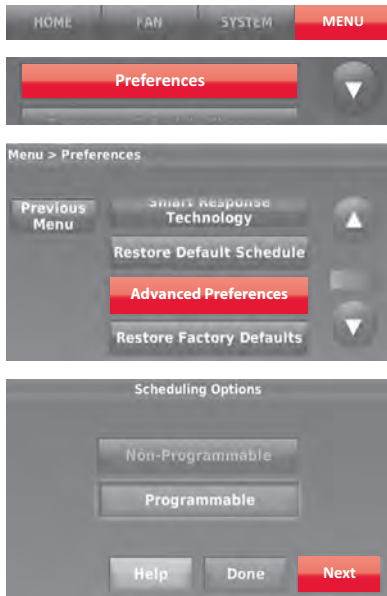 HOME FAN SYSTEM MENU
Preferences
Menu > Preferences
Previous
Menu
Smart Response
Technology
Restore Default Schedule
Advanced Preferences
Restore Factory Defaults
Scheduling Options
Non-Programmable
Programmable
Help Done Next